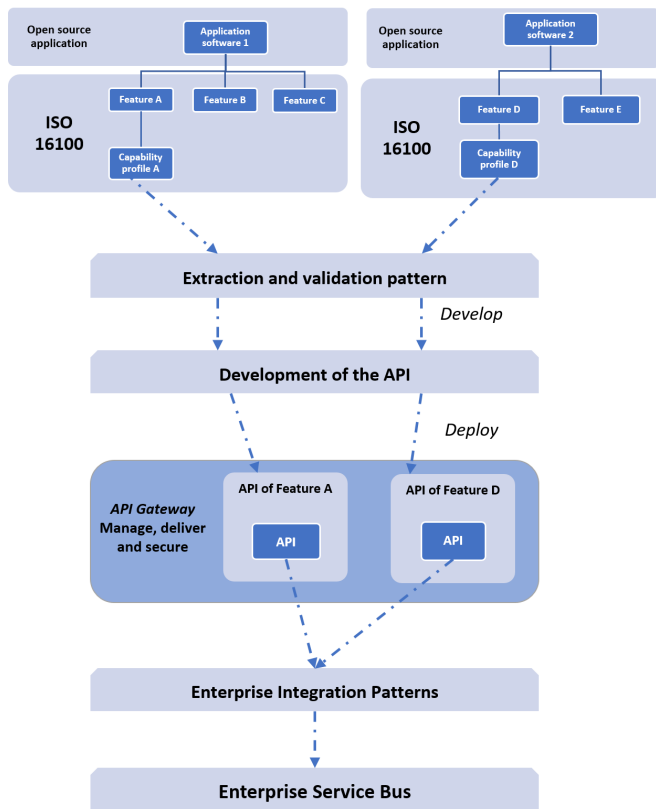 Open source
application
Application
software 1
ISO
16100
Feature A
Feature B
Feature C
Capability
profile A
Open source
application
Application
software 2
ISO
16100
Feature D
Feature E
Capability
profile D
Extraction and validation pattern
Develop
Development of the API
Deploy
API Gateway
Manage, deliver
and secure
API of Feature A
API
API of Feature D
API
Enterprise Integration Patterns
Enterprise Service Bus